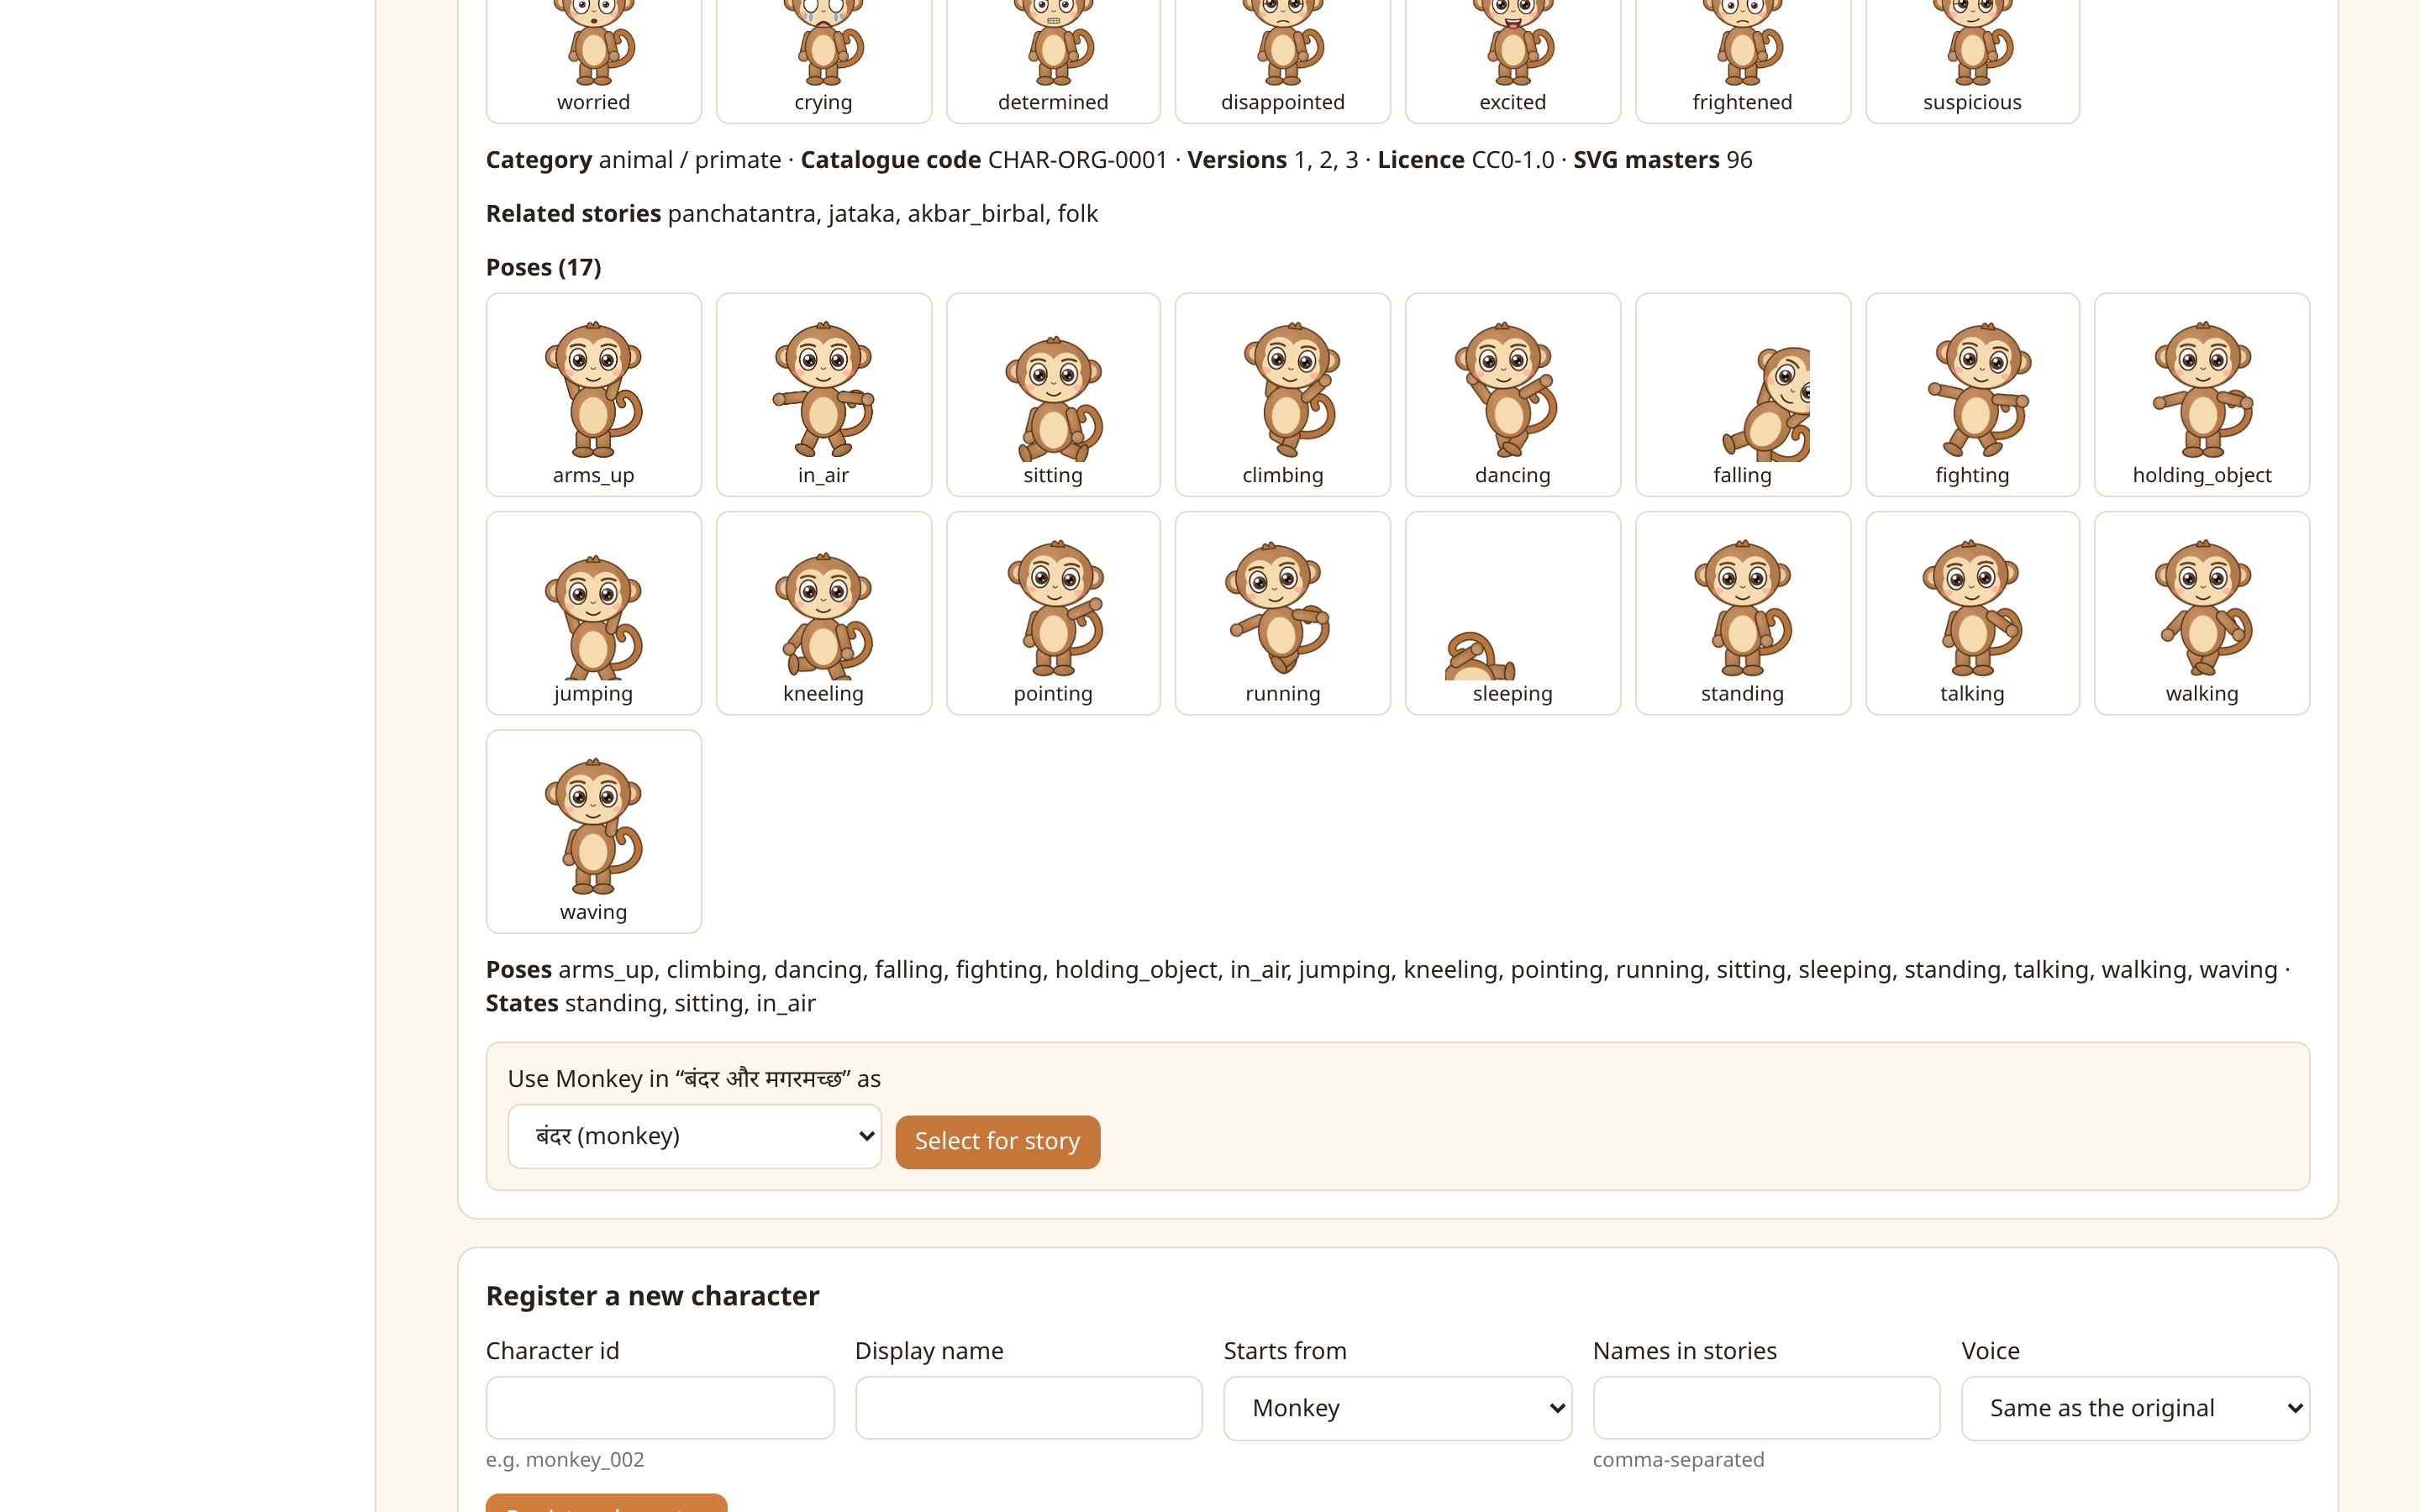 worried crying determined disappointed excited frightened suspicious
Category animal / primate · Catalogue code CHAR-ORG-0001 · Versions 1, 2, 3 · Licence CC0-1.0 · SVG masters 96
Related stories panchatantra, jataka, akbar_birbal, folk
Poses (17)
arms_up in_air sitting climbing dancing falling fighting holding_object
jumping kneeling pointing running sleeping standing talking walking
waving
Poses arms_up, climbing, dancing, falling, fighting, holding_object, in_air, jumping, kneeling, pointing, running, sitting, sleeping, standing, talking, walking, waving ·
States standing, sitting, in_air
Use Monkey in “बंदर और मगरमच्छ” as
बंदर (monkey) Select for story
Register a new character
Character id Display name Starts from Names in stories Voice
Monkey Same as the original
e.g. monkey_002 comma-separated